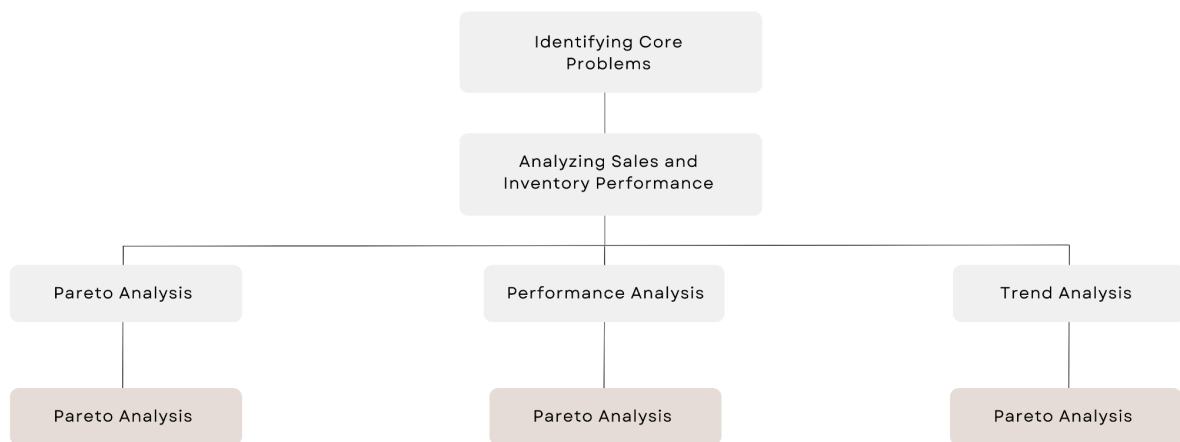 Identifying Core
Problems
Analyzing Sales and
Inventory Performance
Pareto Analysis
Performance Analysis
Trend Analysis
Pareto Analysis
Pareto Analysis
Pareto Analysis